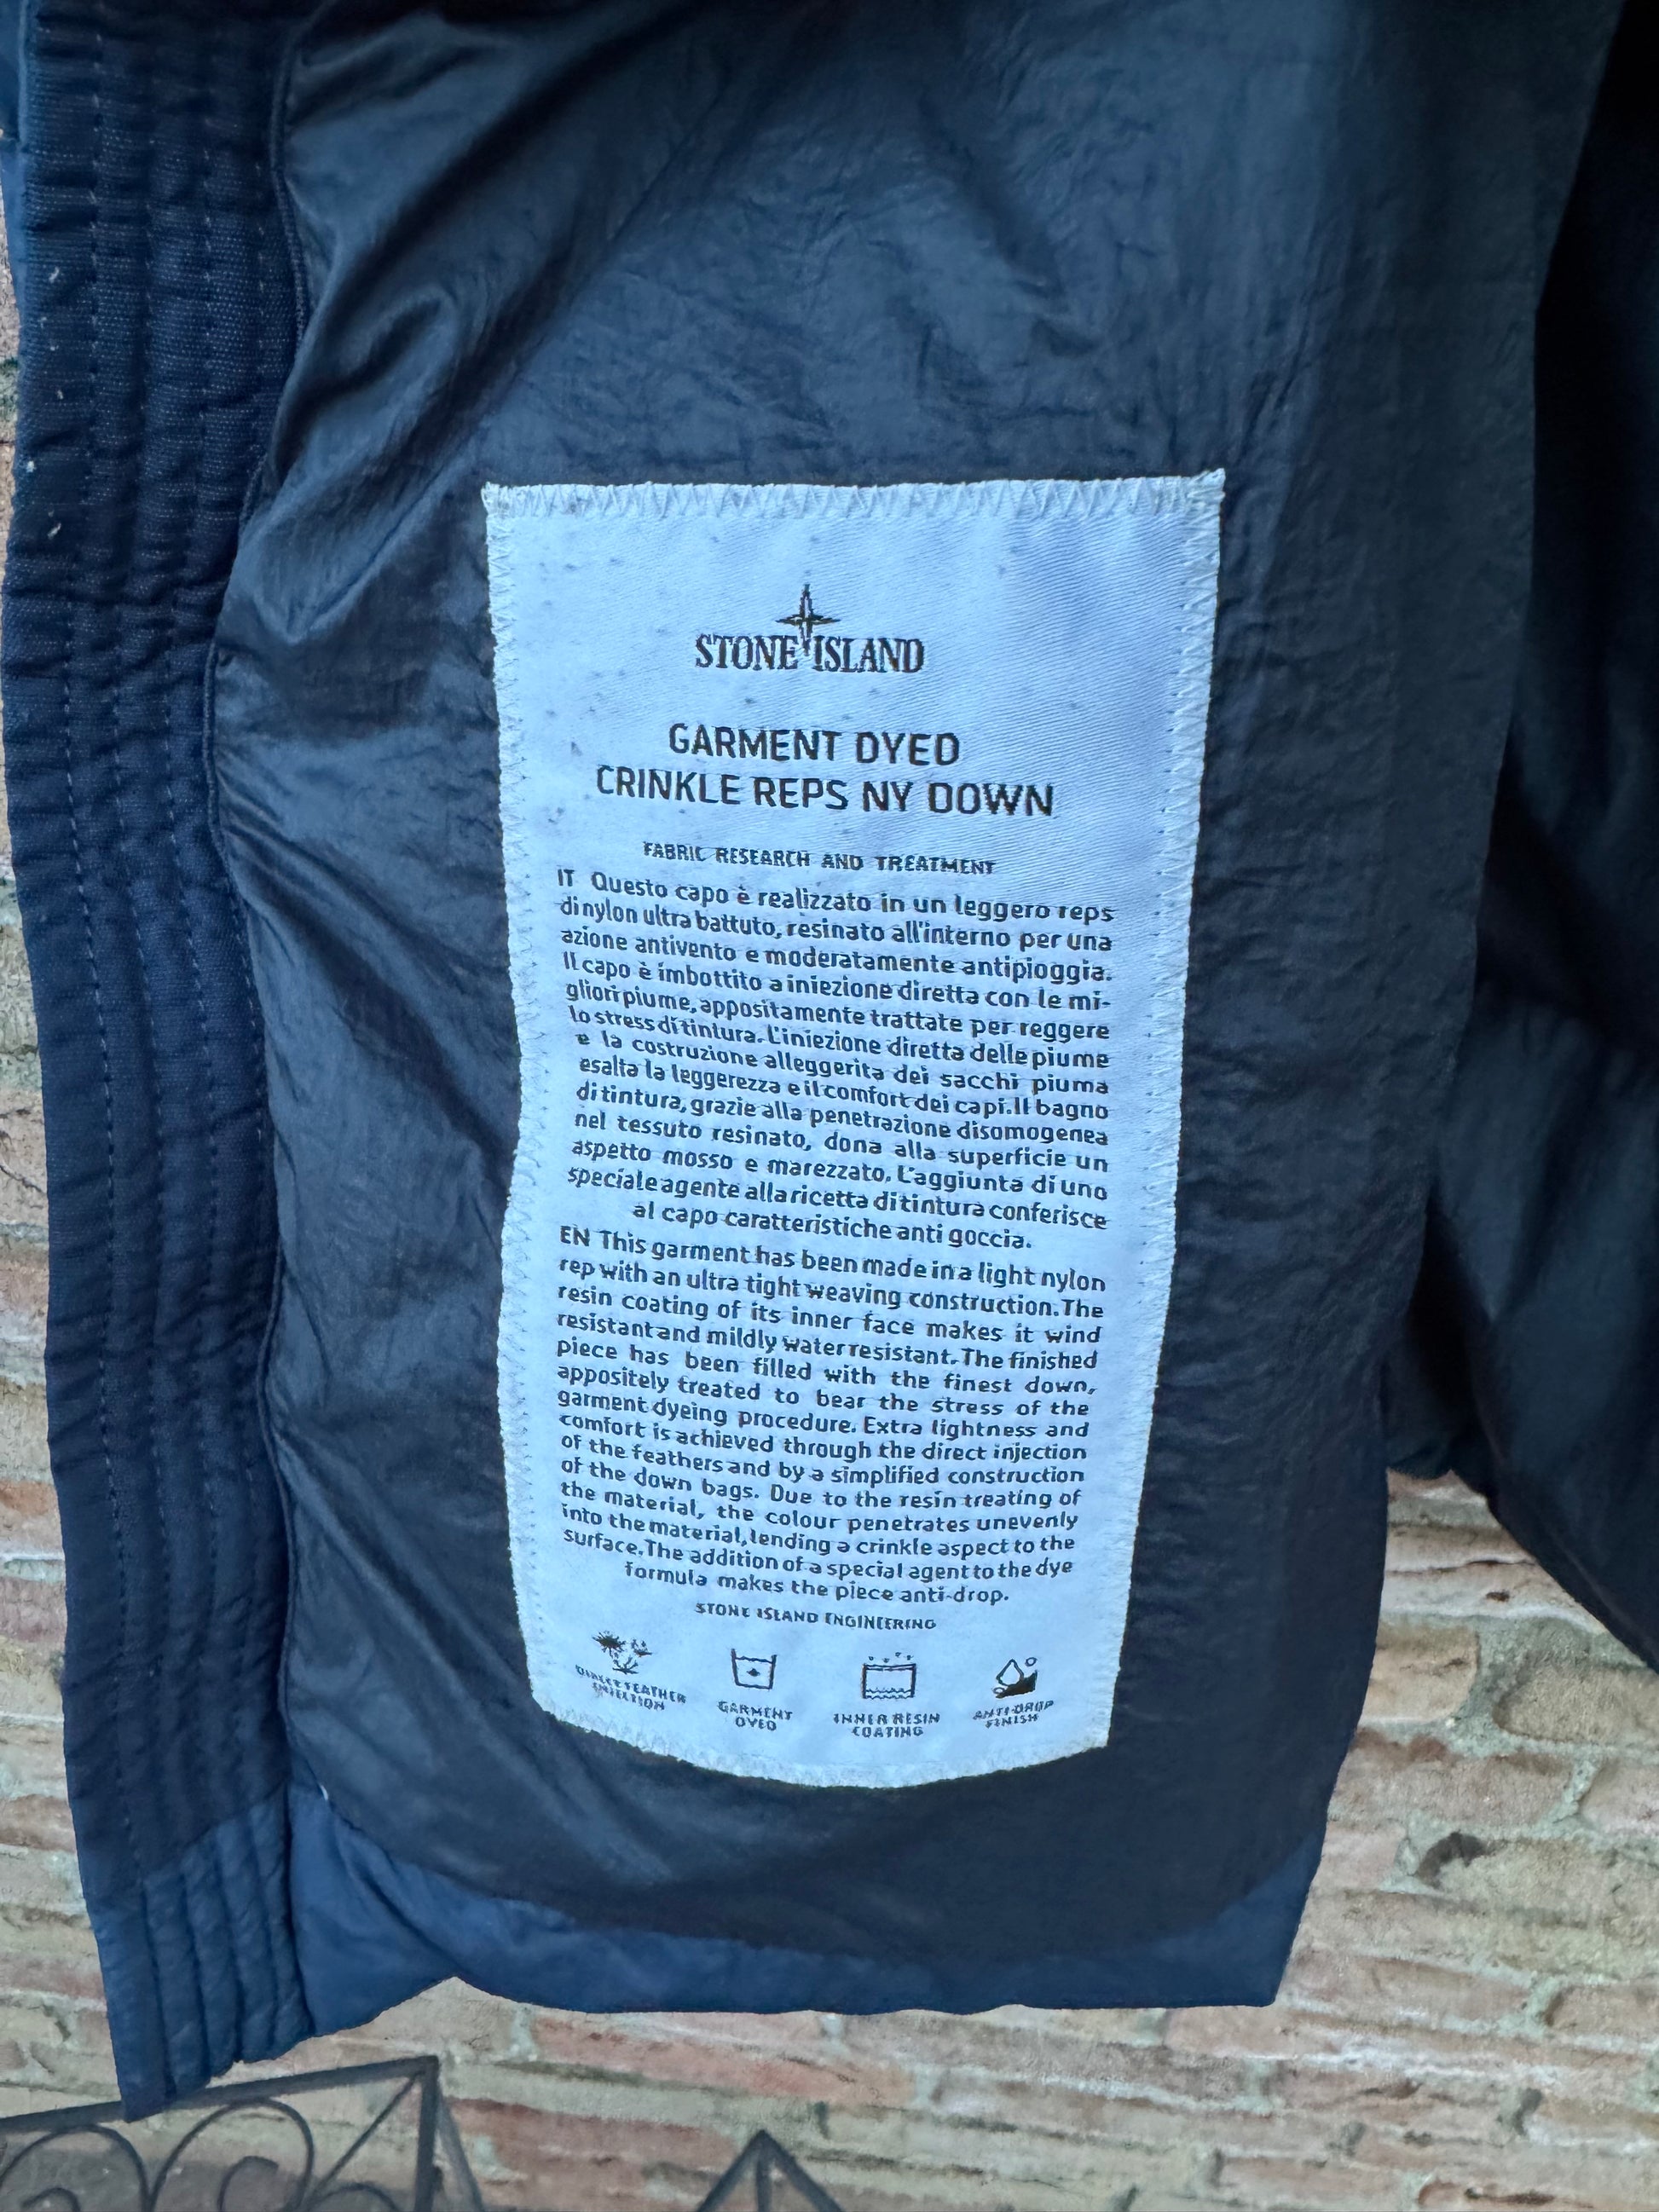 STONE ISLAND
GARMENT DYED
CRINKLE REPS NY DOWN
FABRIC RESEARCH AND TREATMENT
IT Questo capo è realizzato in un leggero reps
di nylon ultra battuto, resinato all'interno per una
azione antivento e moderatamente antipioggia.
Il capo è imbottito a iniezione diretta con le mi-
gliori piume, appositamente trattate per reggere
lo stress di tintura. L'iniezione diretta delle piume
e la costruzione alleggerita dei sacchi piuma
esalta la leggerezza e il comfort dei capi. Il bagno
di tintura, grazie alla penetrazione disomogenea
nel tessuto resinato, dona alla superficie un
aspetto mosso e marezzato. L'aggiunta di uno
speciale agente alla ricetta di tintura conferisce
al capo caratteristiche anti goccia.
EN This garment has been made in a light nylon
rep with an ultra tight weaving construction. The
resin coating of its inner face makes it wind
resistant and mildly water resistant. The finished
piece has been filled with the finest down,
appositely treated to bear the stress of the
garment dyeing procedure. Extra lightness and
comfort is achieved through the direct injection
of the feathers and by a simplified construction
of the down bags. Due to the resin treating of
the material, the colour penetrates unevenly
into the material, lending a crinkle aspect to the
surface. The addition of a special agent to the dye
formula makes the piece anti-drop.
STONE ISLAND ENGINEERING
DIRECT FEATHER
INJECTION
GARMENT
DYED
INNER RESIN
COATING
ANTI-DROP
FINISH